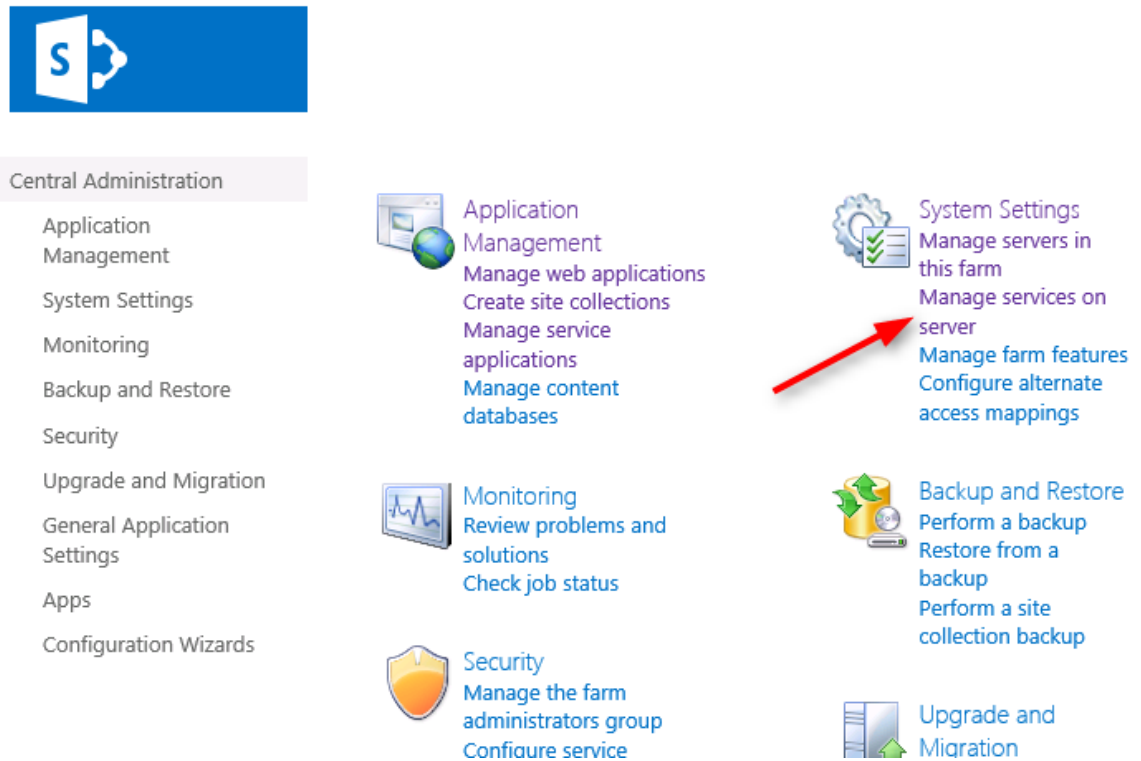 S
Central Administration
Application
Management
System Settings
Monitoring
Backup and Restore
Security
Upgrade and Migration
General Application
Settings
Apps
Configuration Wizards
Application
Management
Manage web applications
Create site collections
Manage service
applications
Manage content
databases
System Settings
Manage servers in
this farm
Manage services on
server
Manage farm features
Configure alternate
access mappings
Monitoring
Review problems and
solutions
Check job status
Backup and Restore
Perform a backup
Restore from a
backup
Perform a site
collection backup
Security
Manage the farm
administrators group
Configure service
Upgrade and
Migration